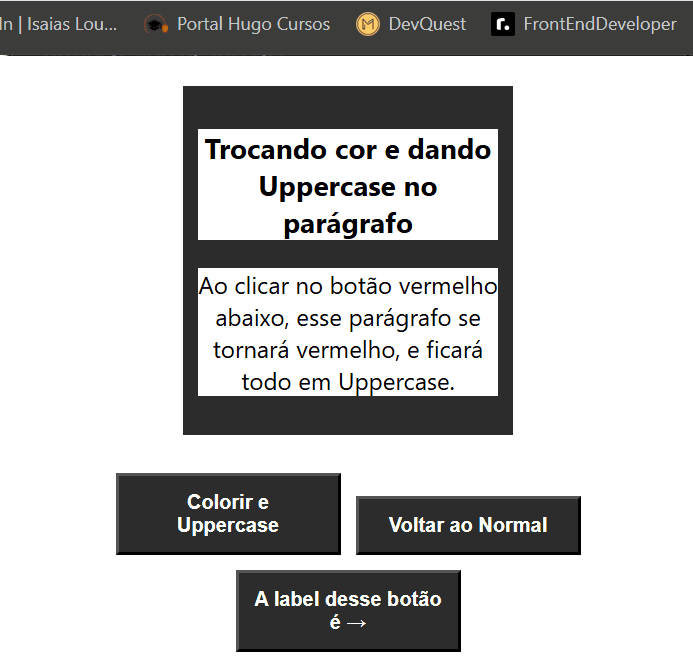 In | Isaias Lou... Portal Hugo Cursos DevQuest FrontEndDeveloper
Trocando cor e dando
Uppercase no
parágrafo
Ao clicar no botão vermelho
abaixo, esse parágrafo se
tornará vermelho, e ficará
todo em Uppercase.
Colorir e
Uppercase
Voltar ao Normal
A label desse botão
é →